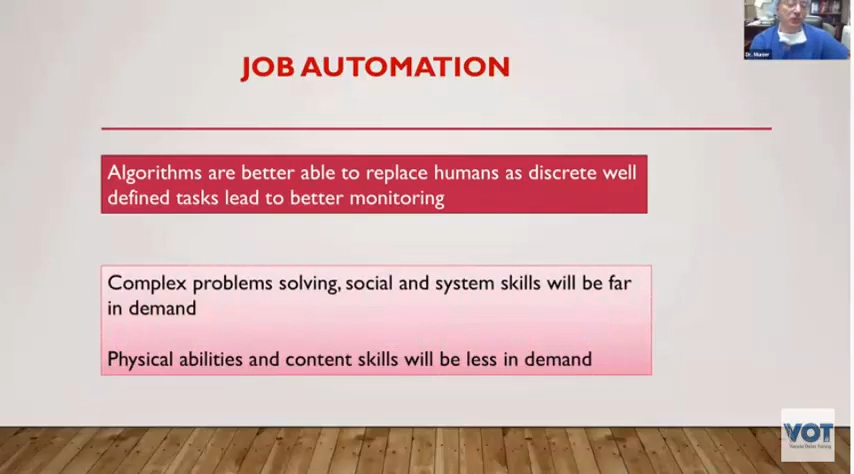 Dr. Munier
JOB AUTOMATION
Algorithms are better able to replace humans as discrete well
defined tasks lead to better monitoring
Complex problems solving, social and system skills will be far
in demand
Physical abilities and content skills will be less in demand
VOT